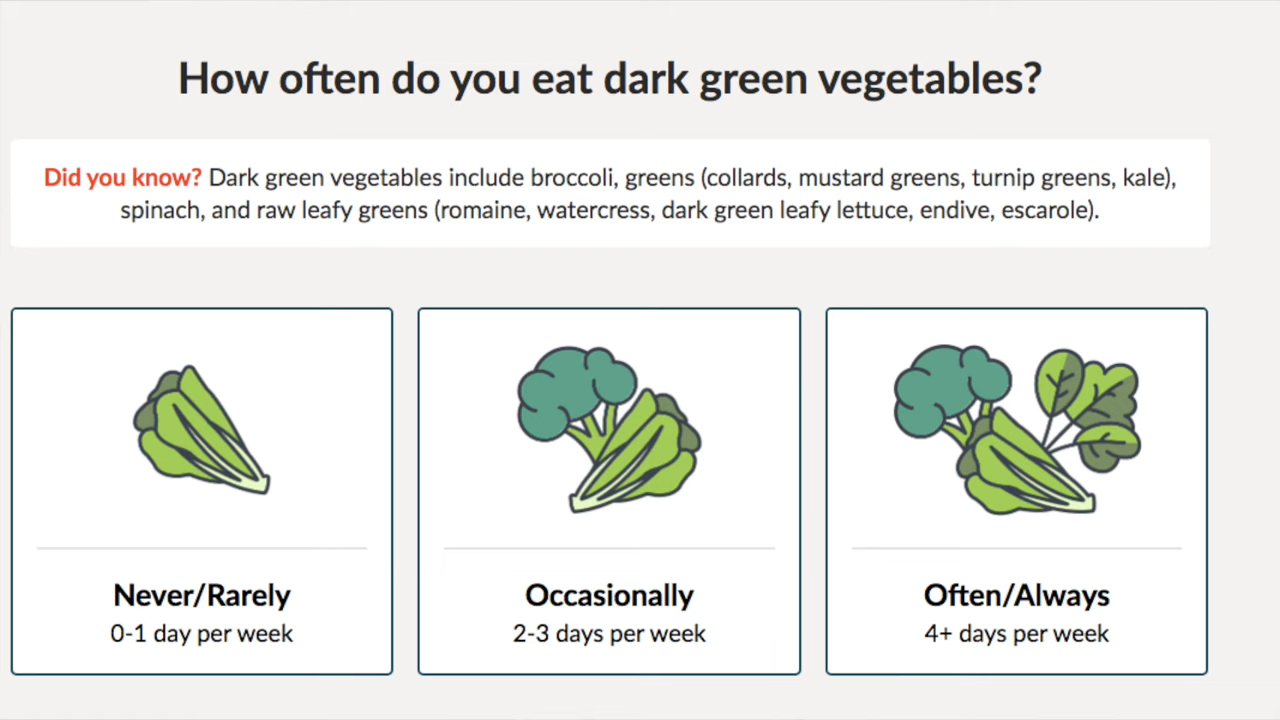 How often do you eat dark green vegetables?
Did you know? Dark green vegetables include broccoli, greens (collards, mustard greens, turnip greens, kale),
spinach, and raw leafy greens (romaine, watercress, dark green leafy lettuce, endive, escarole).
Never/Rarely
0-1 day per week
Occasionally
2-3 days per week
Often/Always
4+ days per week